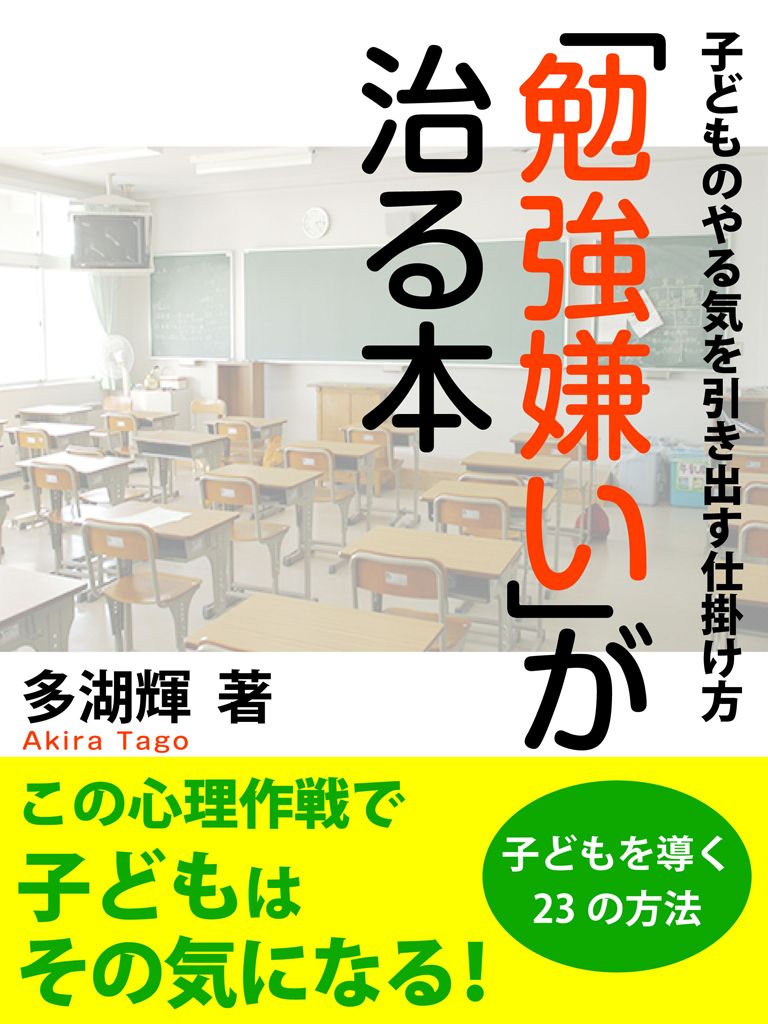 子どものやる気を引き出す仕掛け方
「勉強嫌い」が
治る本
多湖輝 著
Akira Tago
この心理作戦で
子どもは
その気になる!
子どもを導く
23の方法